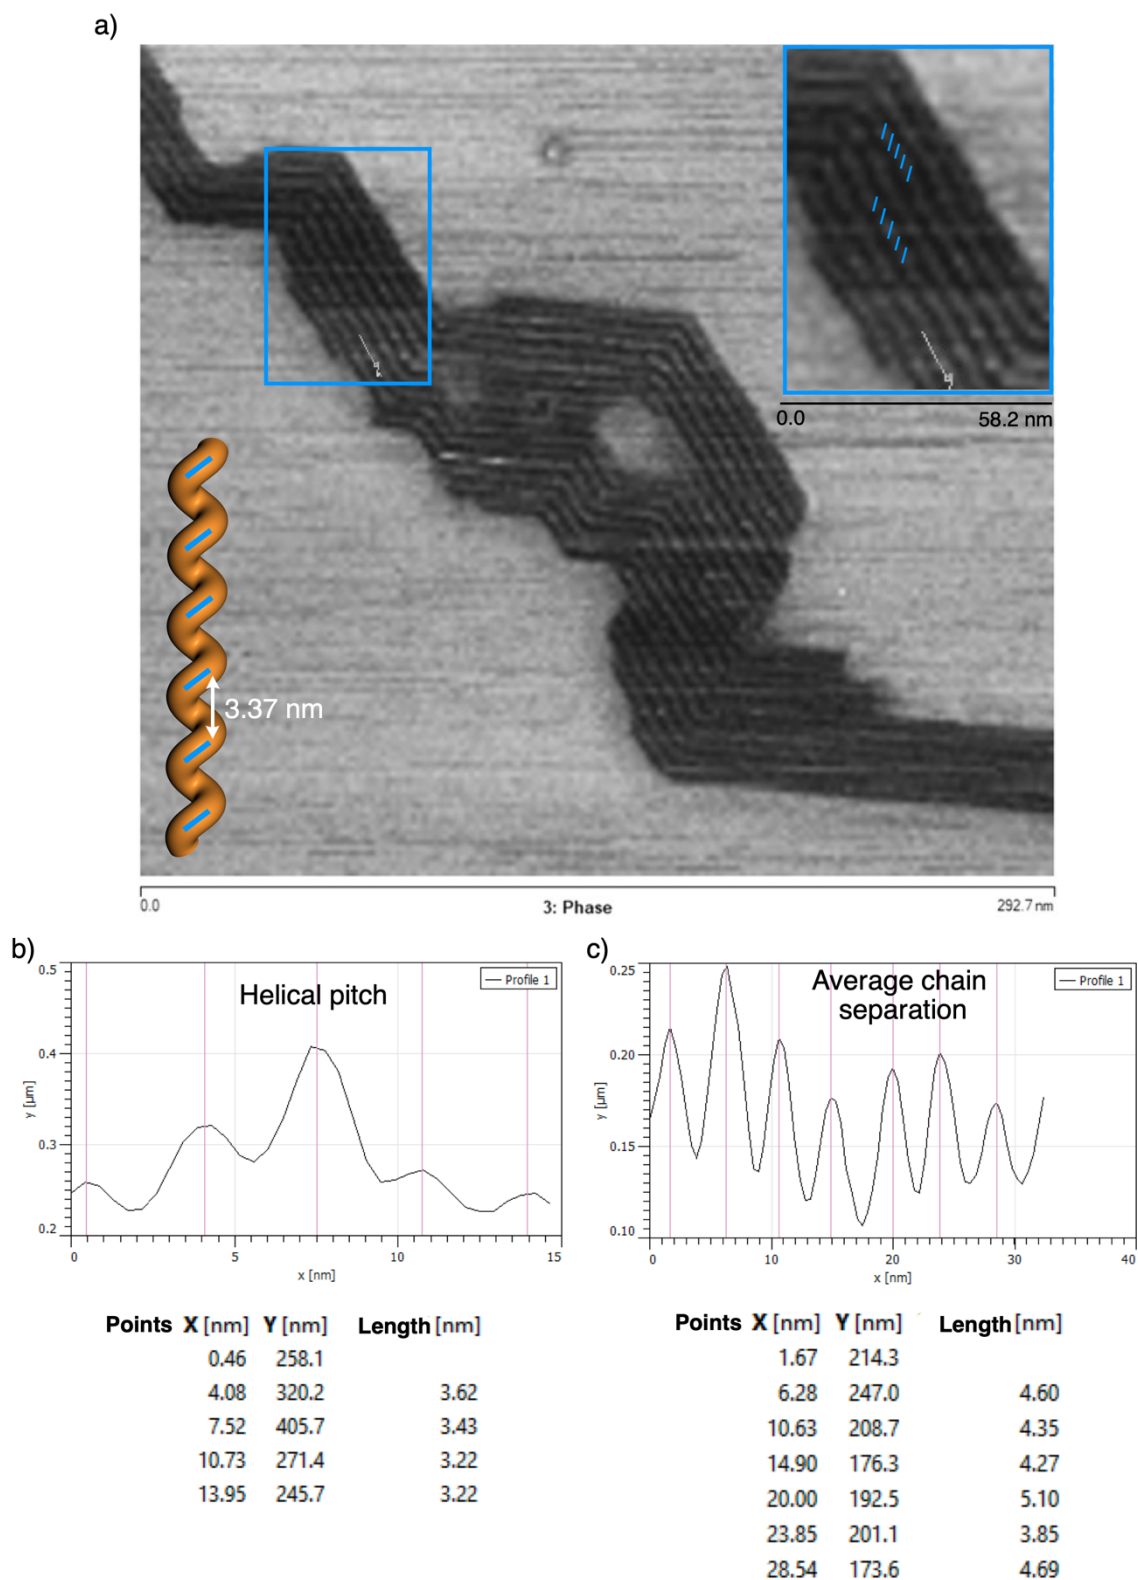 a)
0.0
58.2 nm
3.37 nm
0.0
3: Phase
292.7 nm
b)
0.5
0.4
0.3
0.2
y [µm]
Helical pitch
Profile 1
0
5
10
15
x [nm]
Points X [nm] Y [nm] Length [nm]
0.46 258.1
4.08 320.2 3.62
7.52 405.7 3.43
10.73 271.4 3.22
13.95 245.7 3.22
c)
0.25
0.20
0.15
0.10
y [µm]
Average chain
separation
Profile 1
0
10
20
30
40
x [nm]
Points X [nm] Y [nm] Length [nm]
1.67 214.3
6.28 247.0 4.60
10.63 208.7 4.35
14.90 176.3 4.27
20.00 192.5 5.10
23.85 201.1 3.85
28.54 173.6 4.69